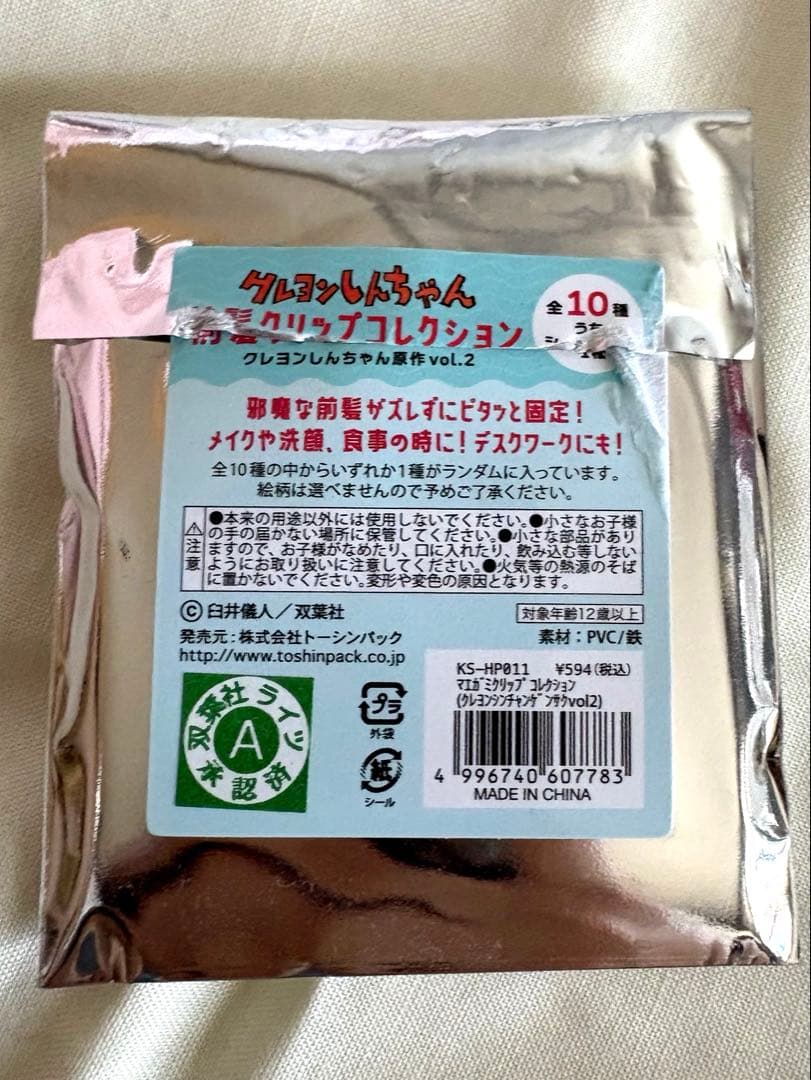 クレヨンしんちゃん
前髪クリップコレクション
クレヨンしんちゃん原作vol.2
全10種
邪魔な前髪がズレずにピタッと固定！
メイクや洗顔、食事の時に！デスクワークにも！
全10種の中からいずれか1種がランダムに入っています。
絵柄は選べませんので予めご了承ください。
⚠注意
●本来の用途以外には使用しないでください。●小さなお子様
の手の届かない場所に保管してください。●小さな部品があり
ますので、お子様がなめたり、口に入れたり、飲み込む等しない
ようにお取り扱いに注意してください。●火気等の熱源のそば
に置かないでください。変形や変色の原因となります。
©臼井儀人／双葉社
対象年齢12歳以上
発売元：株式会社トーシンパック
素材：PVC/鉄
http://www.toshinpack.co.jp
双葉社ライツ
A
承認済
プラ
外袋
紙
シール
KS-HP011 ¥594(税込)
マエガミクリップ コレクション
(クレヨンシンチャンゲンサクvol2)
4 996740 607783
MADE IN CHINA